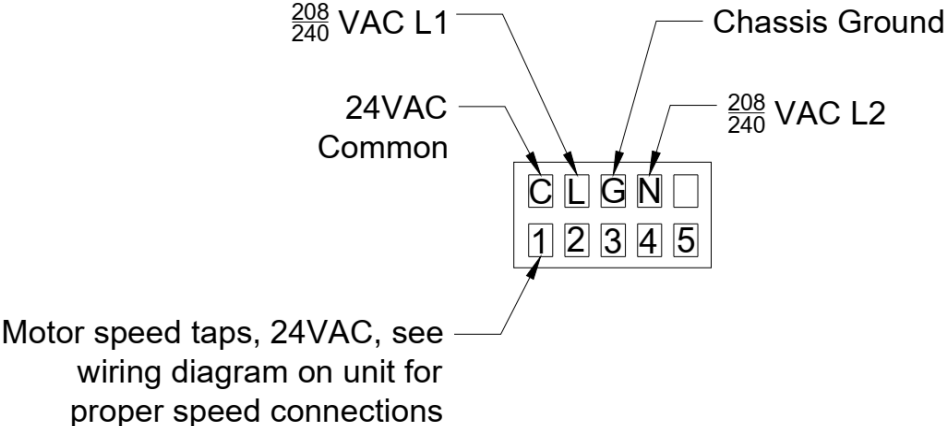 208/240 VAC L1
Chassis Ground
24VAC
Common
208/240 VAC L2
C L G N
1 2 3 4 5
Motor speed taps, 24VAC, see
wiring diagram on unit for
proper speed connections